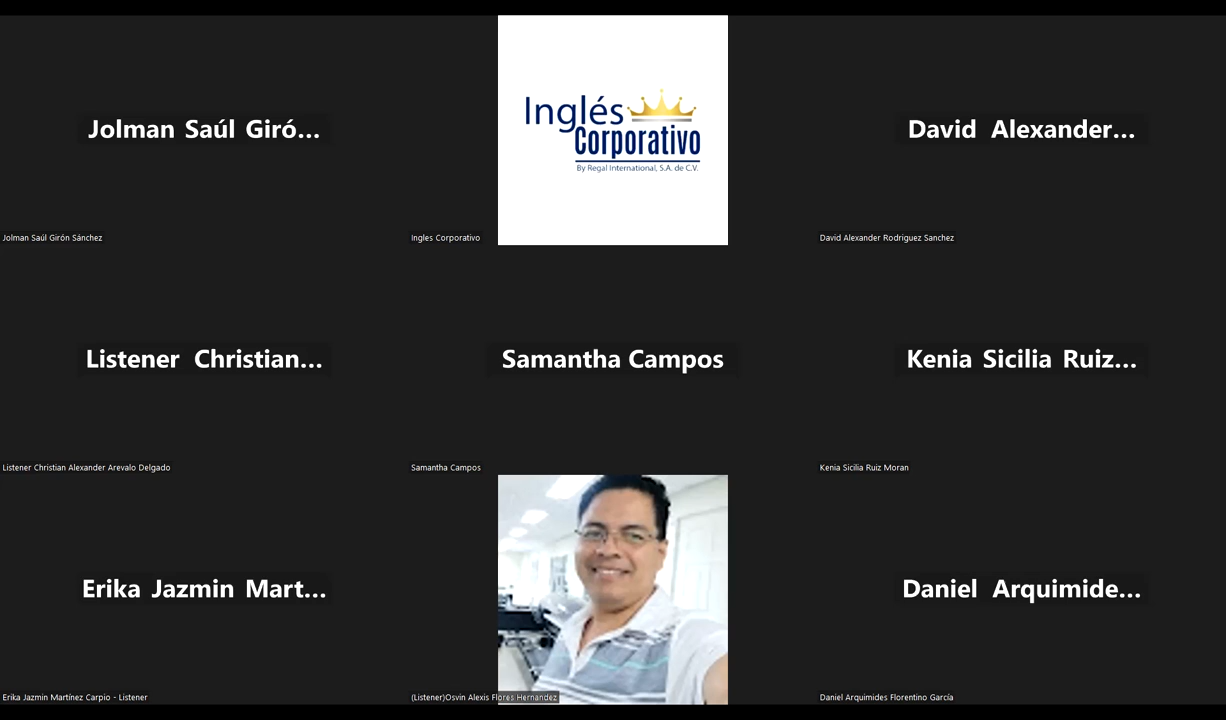 Jolman Saúl Giró...
Jolman Saúl Girón Sánchez
Inglés
Corporativo
By Regal International, S.A. de C.V.
Ingles Corporativo
David Alexander...
David Alexander Rodriguez Sanchez
Listener Christian...
Listener Christian Alexander Arevalo Delgado
Samantha Campos
Samantha Campos
Kenia Sicilia Ruiz...
Kenia Sicilia Ruiz Moran
Erika Jazmin Mart...
Erika Jazmin Martínez Carpio - Listener
(Listener)Osvin Alexis Flores Hernandez
Daniel Arquimide...
Daniel Arquimides Florentino García